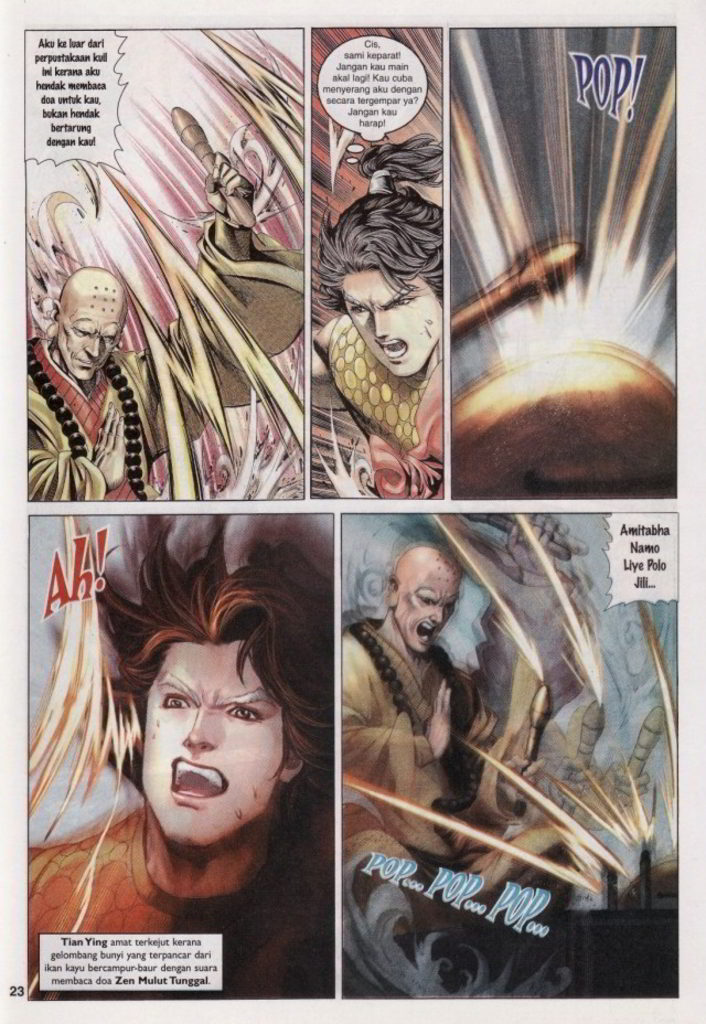 Aku ke luar dari
perpustakaan kuil
ini kerana aku
hendak membaca
doa untuk kau,
bukan hendak
bertarung
dengan kau!
Cis,
sami keparat!
Jangan kau main
akal lagi! Kau cuba
menyerang aku dengan
secara tergempar ya?
Jangan kau
harap!
POP!
Ah!
Amitabha
Namo
Liye Polo
Jili...
POP... POP... POP...
Tian Ying amat terkejut kerana
gelombang bunyi yang terpancar dari
ikan kayu bercampur-baur dengan suara
membaca doa Zen Mulut Tunggal.
23